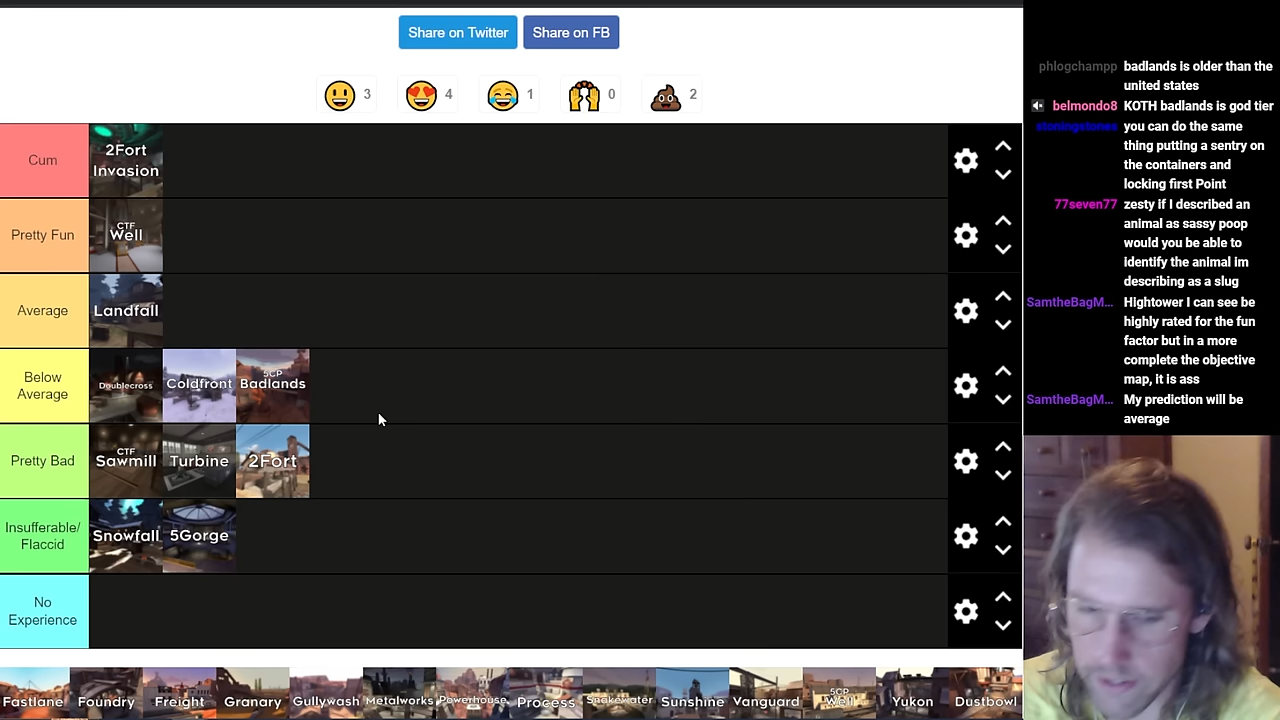 Share on Twitter
Share on FB
3
4
1
0
2
Cum
2Fort
Invasion
Pretty Fun
CTF
Well
Average
Landfall
Below
Average
Doublecross
Coldfront
5CP
Badlands
Pretty Bad
CTF
Sawmill
Turbine
2Fort
Insufferable/
Flaccid
Snowfall
5Gorge
No
Experience
Fastlane
Foundry
Freight
Granary
Gullywash
Metalworks
Powerhouse
Process
Snakewater
Sunshine
Vanguard
5CP
Well
Yukon
Dustbowl
phlogchampp badlands is older than the
united states
belmondo8 KOTH badlands is god tier
stoningstones you can do the same
thing putting a sentry on
the containers and
locking first Point
77seven77 zesty if I described an
animal as sassy poop
would you be able to
identify the animal im
describing as a slug
SamtheBagM... HIghtower I can see be
highly rated for the fun
factor but in a more
complete the objective
map, it is ass
SamtheBagM... My prediction will be
average